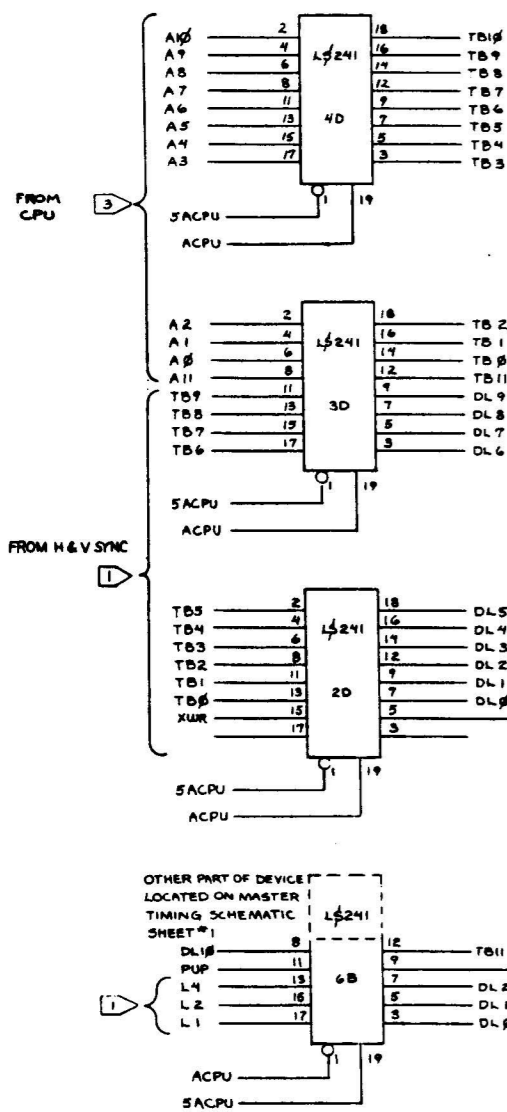 A1Ø 2 18 TB1Ø
A9 4 LS241 16 TB9
A8 6 14 TB8
A7 8 12 TB7
A6 11 9 TB6
A5 13 4D 7 TB5
A4 15 5 TB4
A3 17 3 TB3
FROM CPU 3
1 19
5ACPU
ACPU
A2 2 18 TB2
A1 4 LS241 16 TB1
AØ 6 14 TBØ
A11 8 12 TB11
TB9 11 9 DL9
TB8 13 3D 7 DL8
TB7 15 5 DL7
TB6 17 3 DL6
1 19
5ACPU
ACPU
FROM H & V SYNC
1
TB5 2 18 DL5
TB4 4 LS241 16 DL4
TB3 6 14 DL3
TB2 8 12 DL2
TB1 11 9 DL1
TBØ 13 2D 7 DLØ
XWR 15 5
17 3
1 19
5ACPU
ACPU
OTHER PART OF DEVICE
LOCATED ON MASTER
TIMING SCHEMATIC LS241
SHEET #1
DL1Ø 8 12 TB11
PUP 11 6B 9
L4 13 7 DL2
1 L2 15 5 DL1
L1 17 3 DLØ
1 19
ACPU
5ACPU